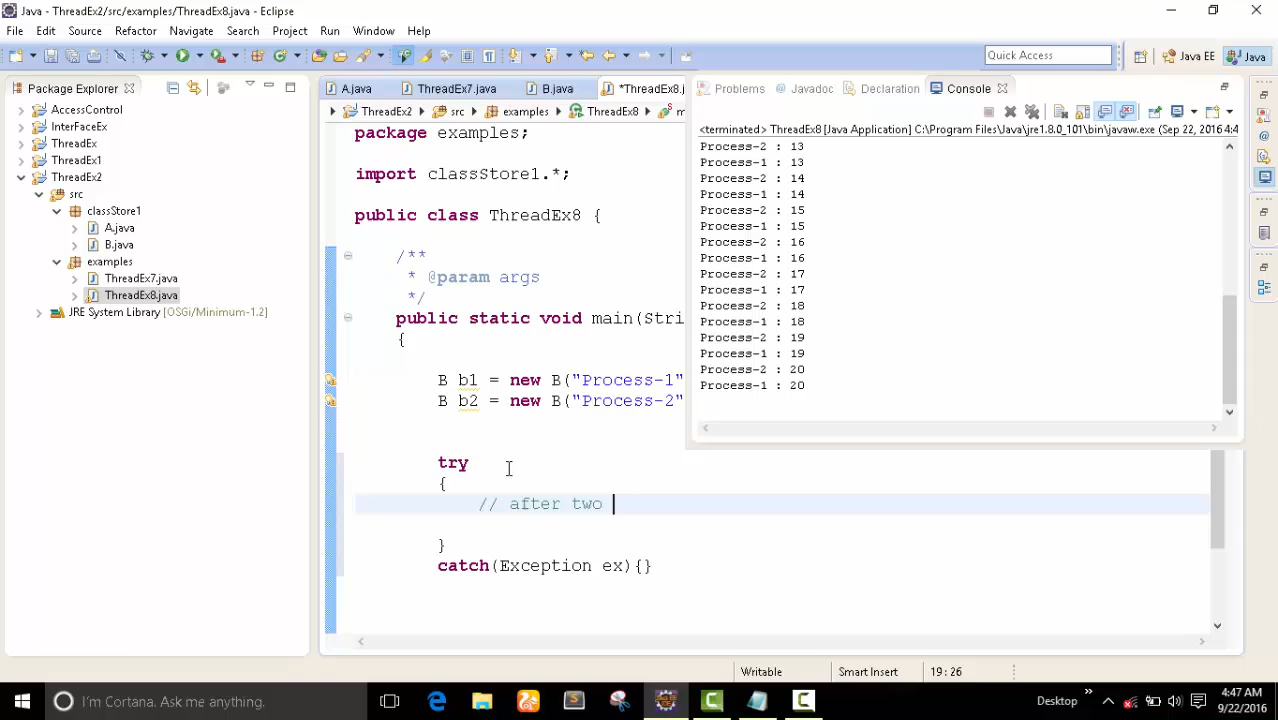 Java - ThreadEx2/src/examples/ThreadEx8.java - Eclipse
File Edit Source Refactor Navigate Search Project Run Window Help
Quick Access
Java EE
Java
Package Explorer
AccessControl
InterFaceEx
ThreadEx
ThreadEx1
ThreadEx2
src
classStore1
A.java
B.java
examples
ThreadEx7.java
ThreadEx8.java
JRE System Library [OSGi/Minimum-1.2]
A.java ThreadEx7.java B.java *ThreadEx8.java
ThreadEx2 src examples ThreadEx8 m
package examples;
import classStore1.*;
public class ThreadEx8 {
/**
* @param args
*/
public static void main(Stri
{
B b1 = new B("Process-1"
B b2 = new B("Process-2"
try
{
// after two
}
catch(Exception ex){}
Problems Javadoc Declaration Console
<terminated> ThreadEx8 [Java Application] C:\Program Files\Java\jre1.8.0_101\bin\javaw.exe (Sep 22, 2016 4:4
Process-2 : 13
Process-1 : 13
Process-2 : 14
Process-1 : 14
Process-2 : 15
Process-1 : 15
Process-2 : 16
Process-1 : 16
Process-2 : 17
Process-1 : 17
Process-2 : 18
Process-1 : 18
Process-2 : 19
Process-1 : 19
Process-2 : 20
Process-1 : 20
Writable Smart Insert 19 : 26
I'm Cortana. Ask me anything.
Desktop
4:47 AM
9/22/2016